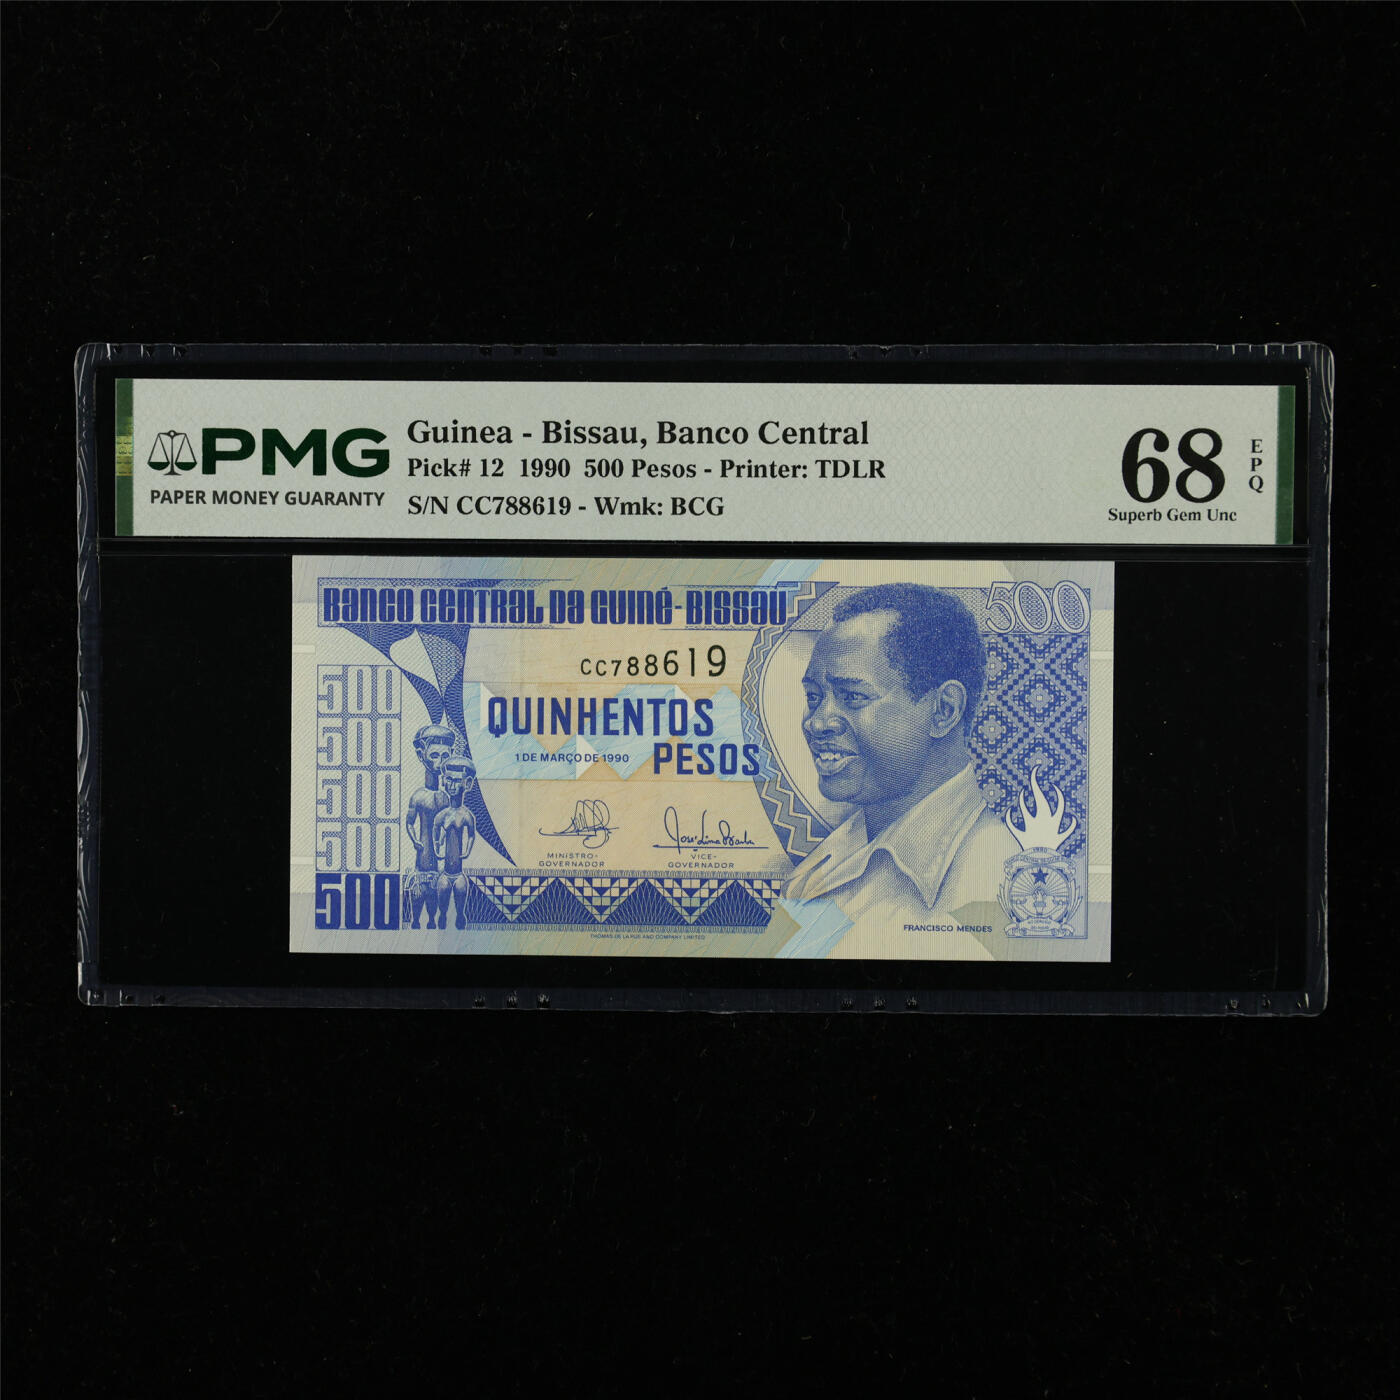 PMG
PAPER MONEY GUARANTY
Guinea - Bissau, Banco Central
Pick# 12 1990 500 Pesos - Printer: TDLR
S/N CC788619 - Wmk: BCG
68
EPQ
Superb Gem Unc
BANCO CENTRAL DA GUINÉ-BISSAU
500
CC788619
500
500
500
500
500
QUINHENTOS
PESOS
1 DE MARÇO DE 1990
MINISTRO-
GOVERNADOR
VICE-
GOVERNADOR
THOMAS DE LA RUE AND COMPANY LIMITED
FRANCISCO MENDES